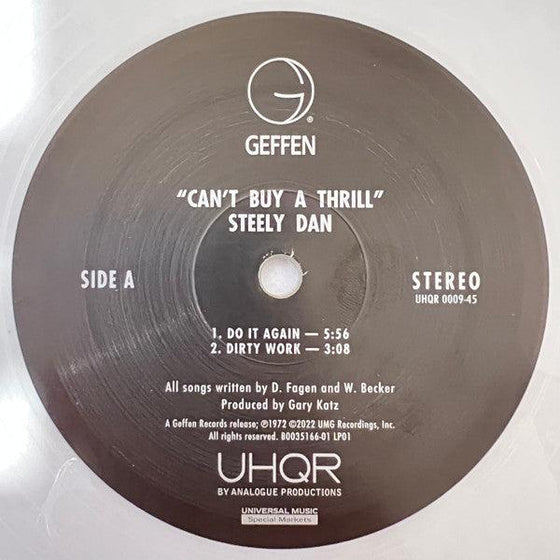 G
®
GEFFEN
"CAN'T BUY A THRILL"
STEELY DAN
SIDE A
STEREO
UHQR 0009-45
1. DO IT AGAIN — 5:56
2. DIRTY WORK — 3:08
All songs written by D. Fagen and W. Becker
Produced by Gary Katz
A Geffen Records release; ℗1972 ©2022 UMG Recordings, Inc.
All rights reserved. B0035166-01 LP01
UHQR
BY ANALOGUE PRODUCTIONS
UNIVERSAL MUSIC
Special Markets